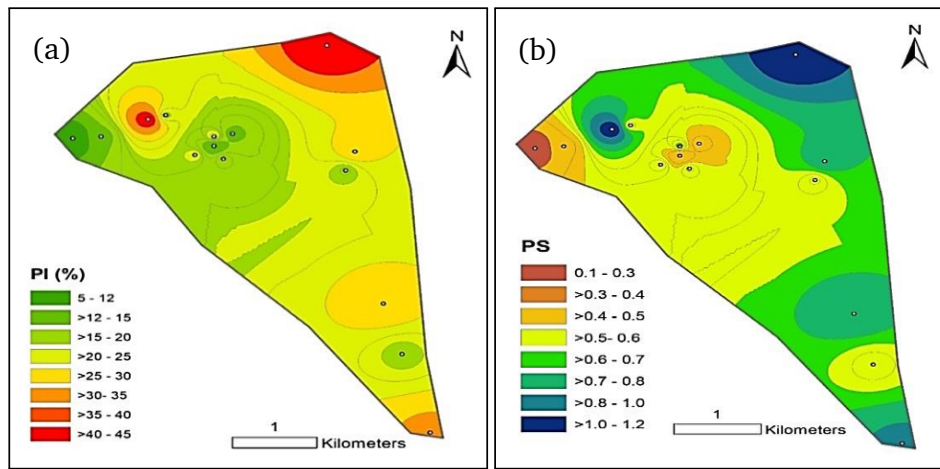 (a)
N
PI (%)
5 - 12
>12 - 15
>15 - 20
>20 - 25
>25 - 30
>30- 35
>35 - 40
>40 - 45
1
Kilometers
(b)
N
PS
0.1 - 0.3
>0.3 - 0.4
>0.4 - 0.5
>0.5- 0.6
>0.6 - 0.7
>0.7 - 0.8
>0.8 - 1.0
>1.0 - 1.2
1
Kilometers